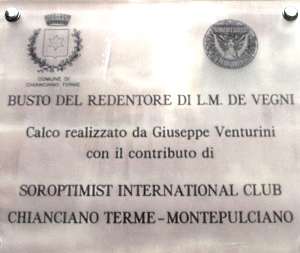 COMUNE DI
CHIANCIANO TERME
BUSTO DEL REDENTORE DI L.M. DE VEGNI
Calco realizzato da Giuseppe Venturini
con il contributo di
SOROPTIMIST INTERNATIONAL CLUB
CHIANCIANO TERME-MONTEPULCIANO